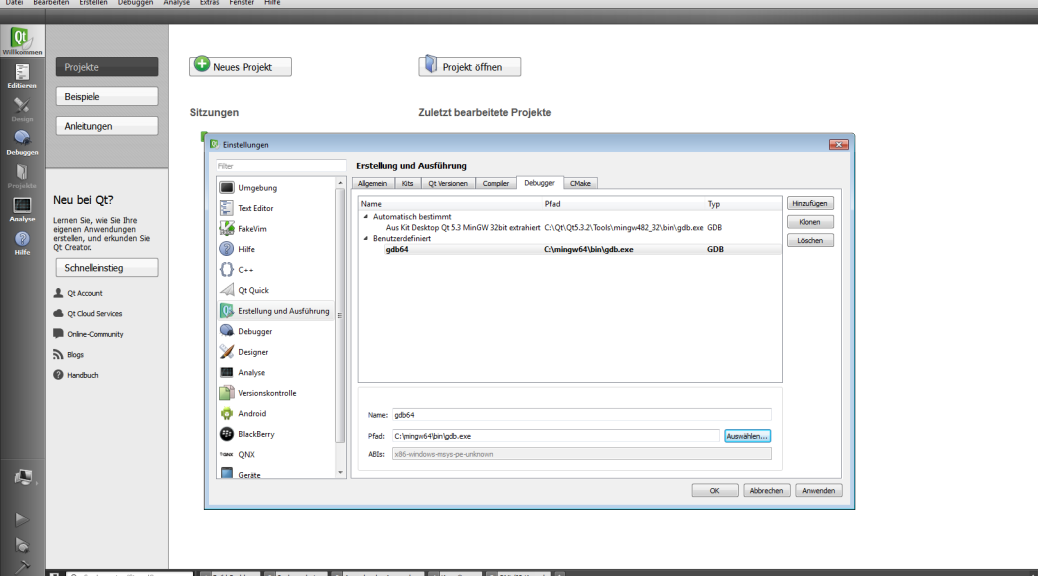 Datei Bearbeiten Erstellen Debuggen Analyse Extras Fenster Hilfe
Qt
Willkommen
Editieren
Design
Debuggen
Projekte
Analyse
Hilfe
Projekte
Beispiele
Anleitungen
Neu bei Qt?
Lernen Sie, wie Sie Ihre
eigenen Anwendungen
erstellen, und erkunden Sie
Qt Creator.
Schnelleinstieg
Qt Account
Qt Cloud Services
Online-Community
Blogs
Handbuch
Neues Projekt
Projekt öffnen
Sitzungen
Zuletzt bearbeitete Projekte
Einstellungen
Filter
Umgebung
Text Editor
FakeVim
Hilfe
C++
Qt Quick
Erstellung und Ausführung
Debugger
Designer
Analyse
Versionskontrolle
Android
BlackBerry
QNX
Geräte
Erstellung und Ausführung
Allgemein Kits Qt Versionen Compiler Debugger CMake
Name Pfad Typ
Automatisch bestimmt
Aus Kit Desktop Qt 5.3 MinGW 32bit extrahiert C:\Qt\Qt5.3.2\Tools\mingw482_32\bin\gdb.exe GDB
Benutzerdefiniert
gdb64 C:\mingw64\bin\gdb.exe GDB
Hinzufügen
Klonen
Löschen
Name: gdb64
Pfad: C:\mingw64\bin\gdb.exe Auswählen...
ABIs: x86-windows-msys-pe-unknown
OK Abbrechen Anwenden